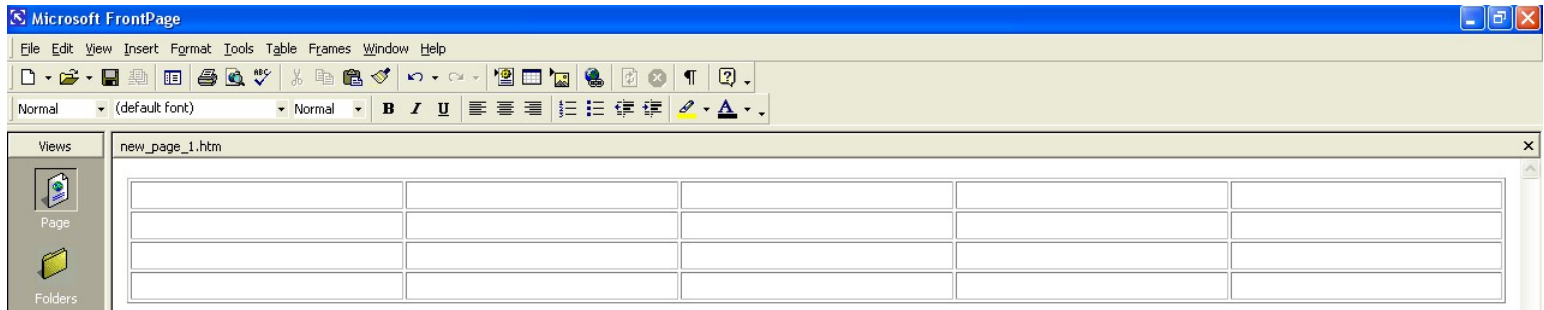 Microsoft FrontPage
File Edit View Insert Format Tools Table Frames Window Help
ABC
Normal (default font) Normal B I U A
Views new_page_1.htm
Page
Folders